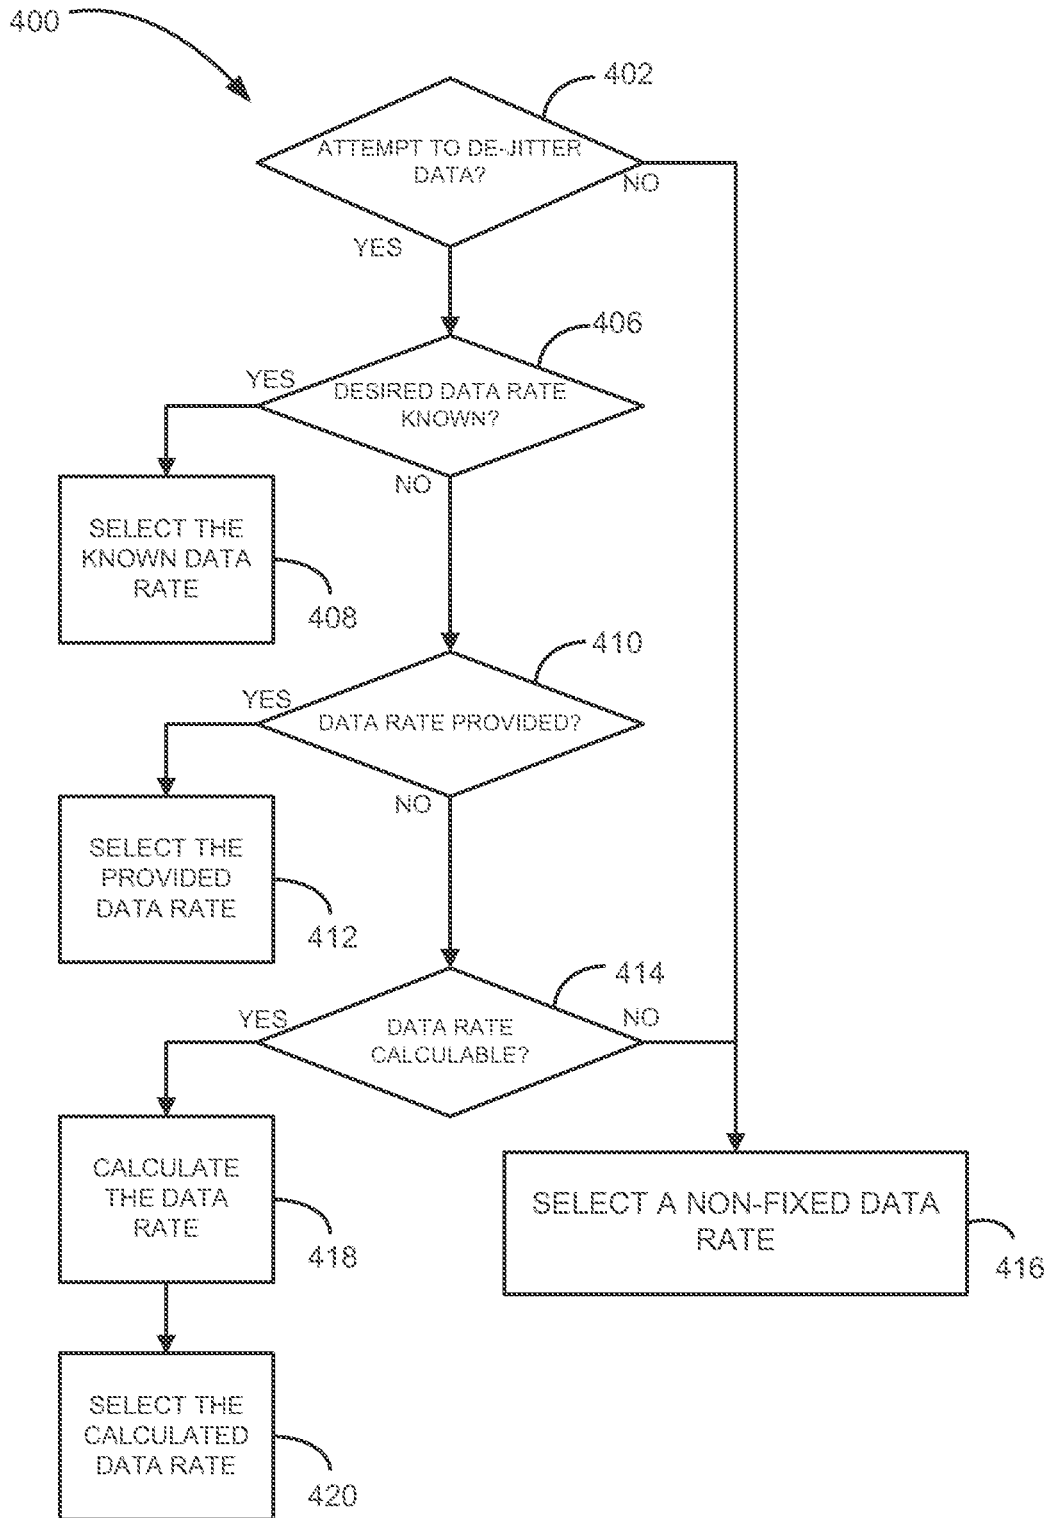 400
402
ATTEMPT TO DE-JITTER
DATA?
NO
YES
406
YES
DESIRED DATA RATE
KNOWN?
NO
SELECT THE
KNOWN DATA
RATE
408
410
YES
DATA RATE PROVIDED?
NO
SELECT THE
PROVIDED
DATA RATE
412
414
YES
NO
DATA RATE
CALCULABLE?
CALCULATE
THE DATA
RATE
418
SELECT A NON-FIXED DATA
RATE
416
SELECT THE
CALCULATED
DATA RATE
420